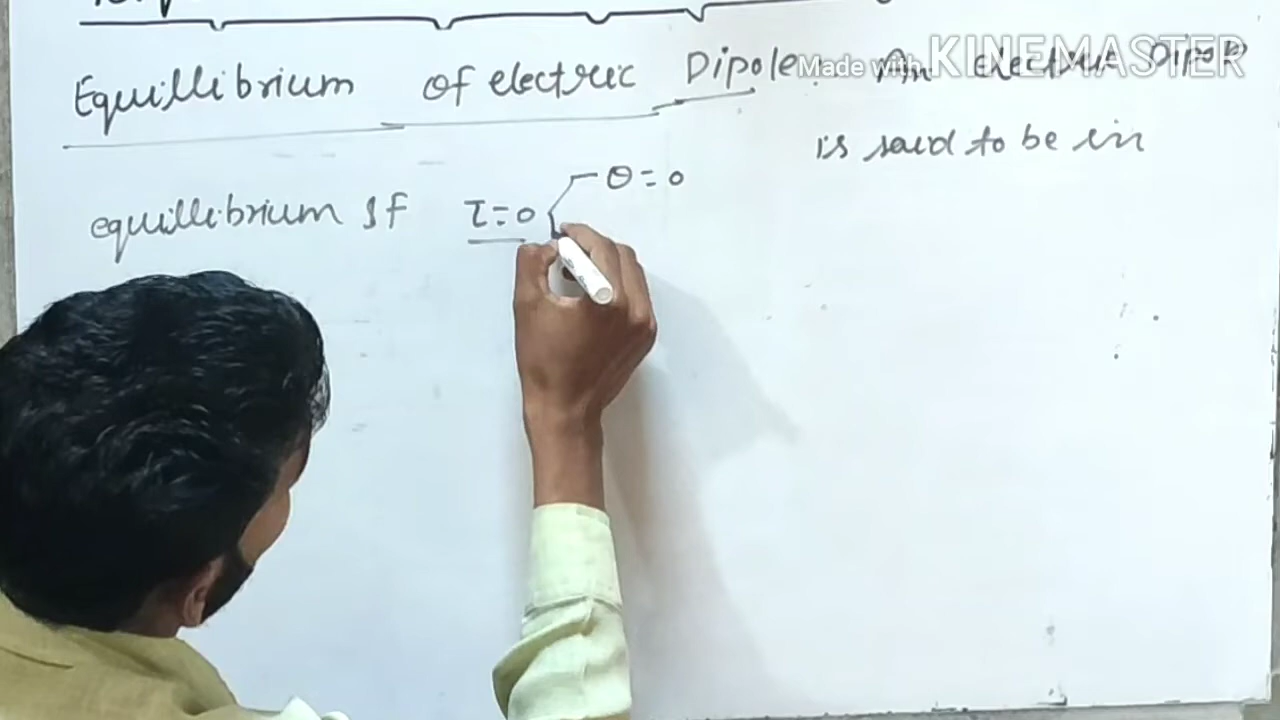 Equillibrium of electric Dipole: An electric Dipole
is said to be in
equillibrium If τ=0 θ=0
Made with KINEMASTER